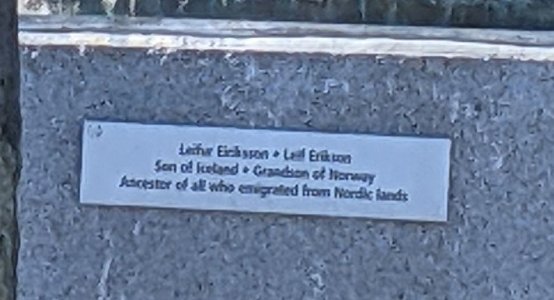 Leifur Eiriksson • Leif Erikson
Son of Iceland • Grandson of Norway
Ancestor of all who emigrated from Nordic lands